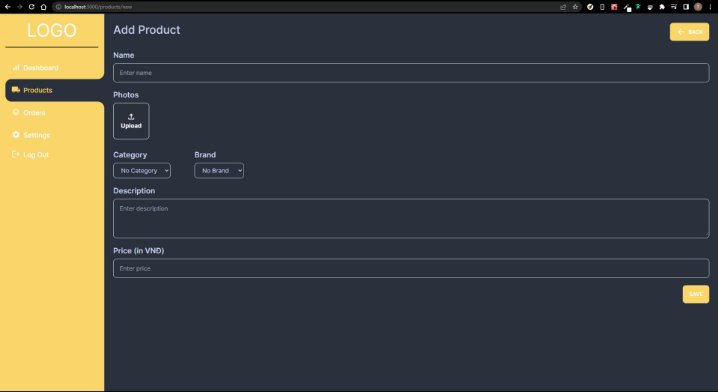 localhost:3000/products/new
LOGO
Add Product
BACK
Name
Enter name
Dashboard
Products
Orders
Settings
Log Out
Photos
Upload
Category
Brand
No Category
No Brand
Description
Enter description
Price (in VNĐ)
Enter price
SAVE